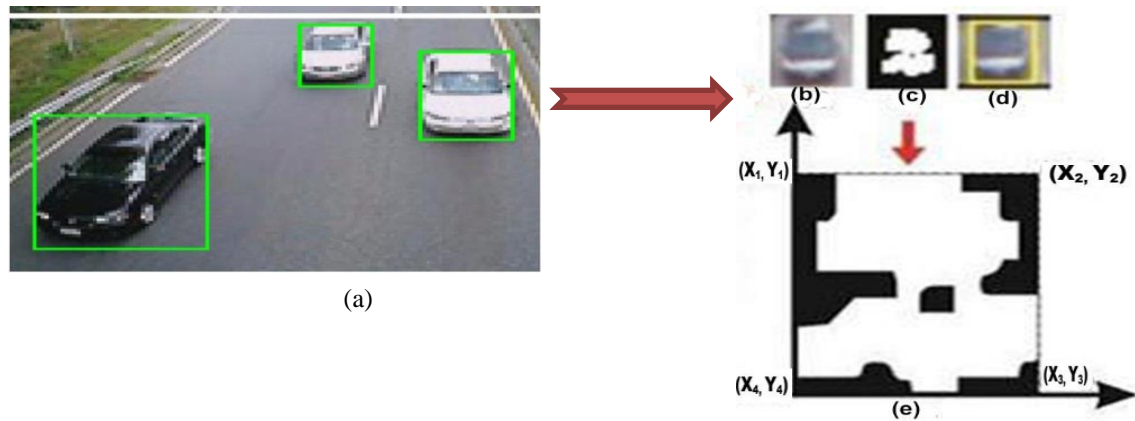 (a)
(b) (c) (d)
(X₁, Y₁) (X₂, Y₂)
(X₄, Y₄) (X₃, Y₃)
(e)